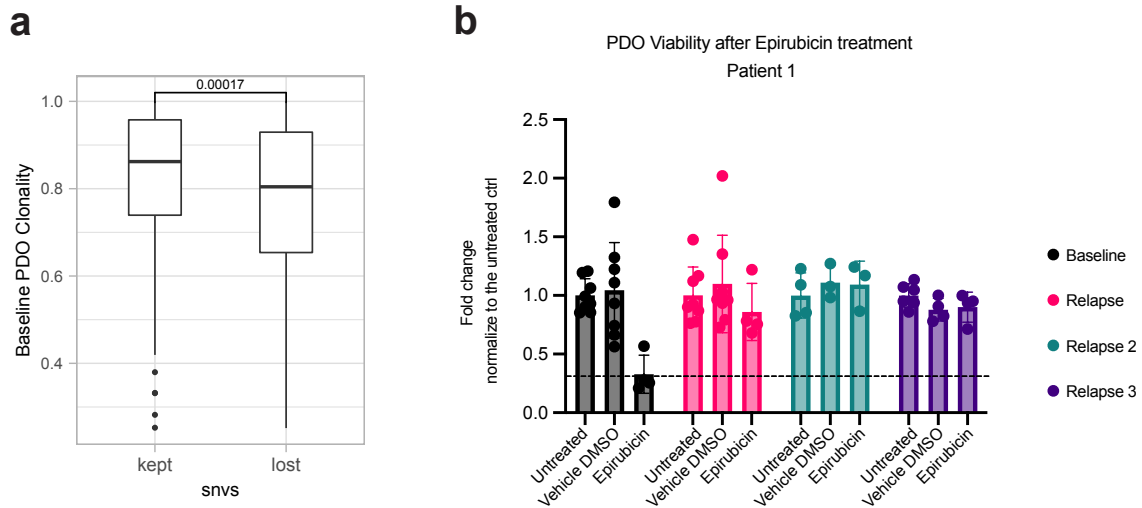 a
0.00017
1.0
0.8
0.6
0.4
Baseline PDO Clonality
kept
lost
snvs
b
PDO Viability after Epirubicin treatment
Patient 1
Fold change
normalize to the untreated ctrl
2.5
2.0
1.5
1.0
0.5
0.0
Untreated
Vehicle DMSO
Epirubicin
Untreated
Vehicle DMSO
Epirubicin
Untreated
Vehicle DMSO
Epirubicin
Untreated
Vehicle DMSO
Epirubicin
Baseline
Relapse
Relapse 2
Relapse 3